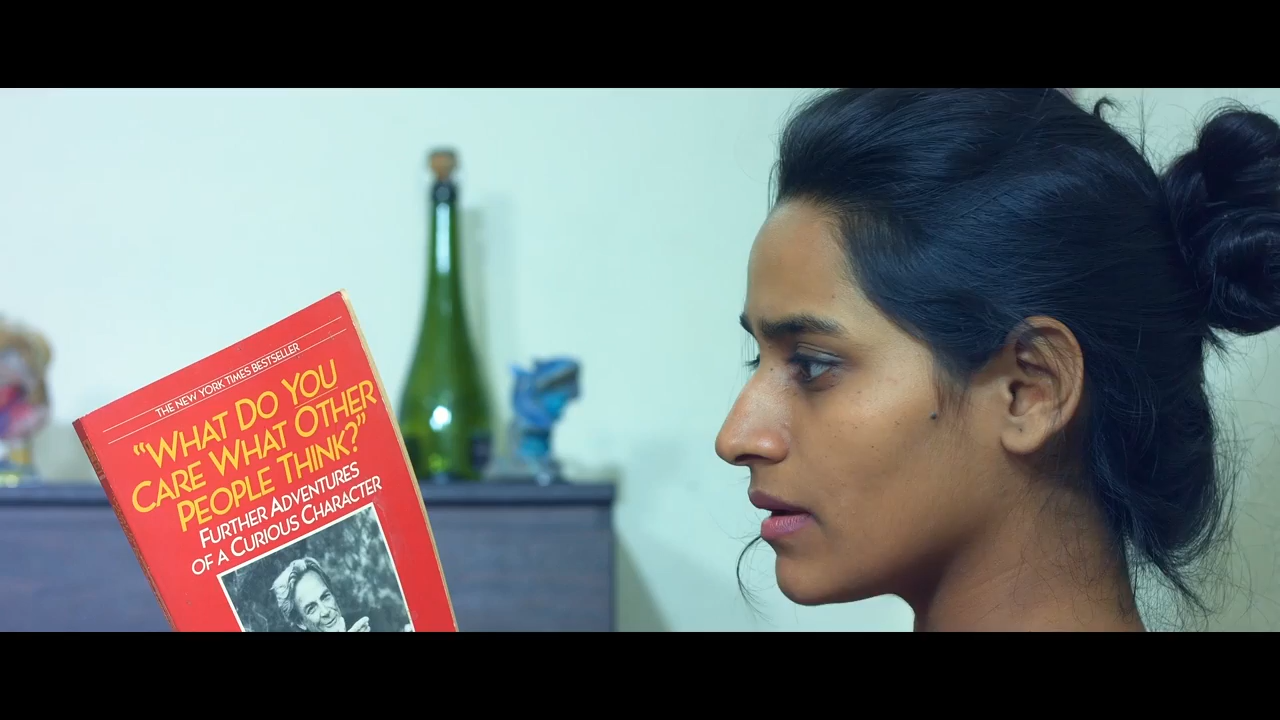 THE NEW YORK TIMES BESTSELLER
"WHAT DO YOU
CARE WHAT OTHER
PEOPLE THINK?"
FURTHER ADVENTURES
OF A CURIOUS CHARACTER